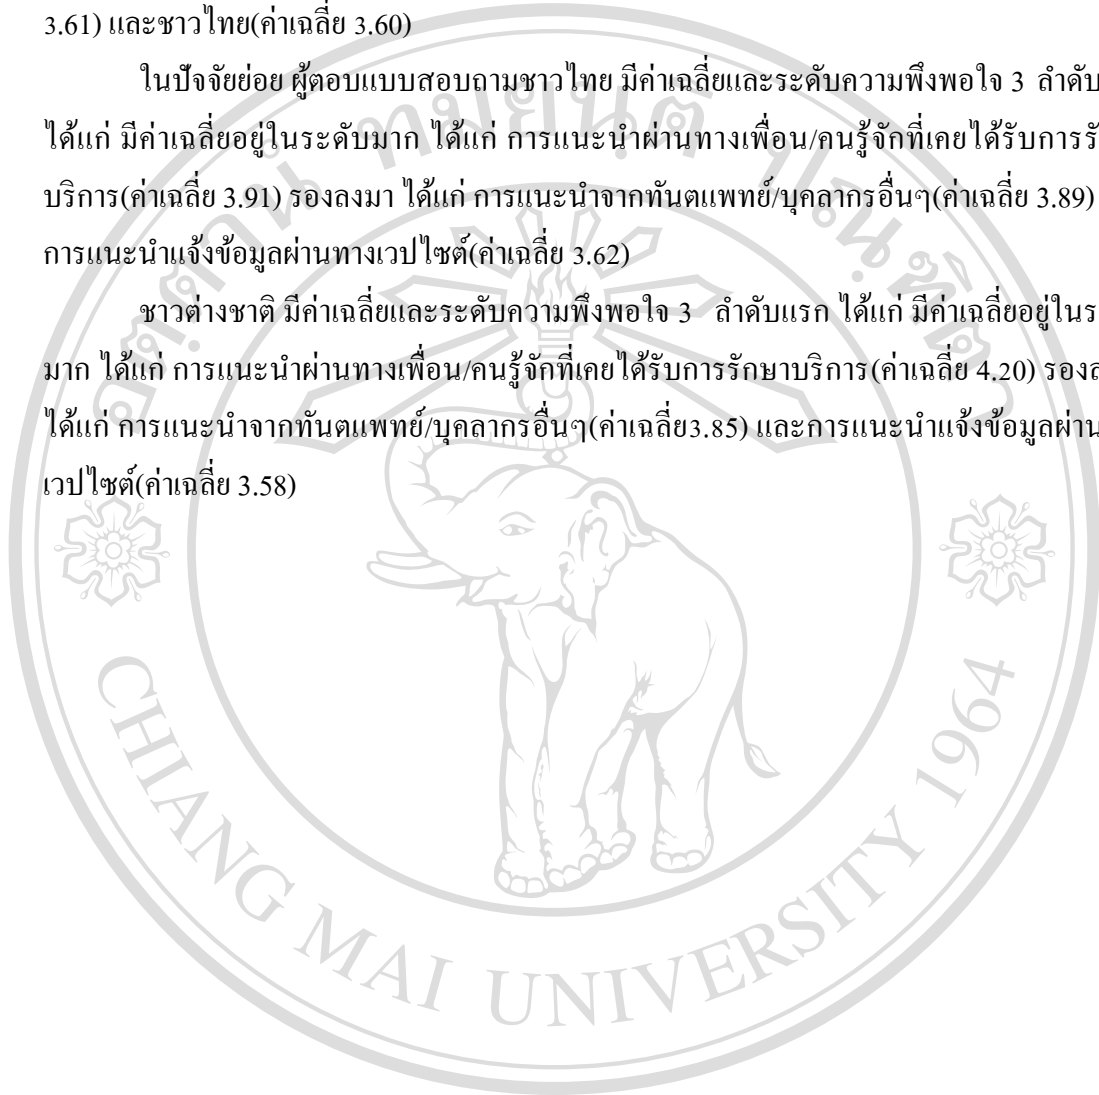 3.61) และชาวไทย(ค่าเฉลี่ย 3.60)
ในปัจจัยย่อย ผู้ตอบแบบสอบถามชาวไทย มีค่าเฉลี่ยและระดับความพึงพอใจ 3 ลำดับ
ได้แก่ มีค่าเฉลี่ยอยู่ในระดับมาก ได้แก่ การแนะนำผ่านทางเพื่อน/คนรู้จักที่เคยได้รับการรั
บริการ(ค่าเฉลี่ย 3.91) รองลงมา ได้แก่ การแนะนำจากทันตแพทย์/บุคลากรอื่นๆ(ค่าเฉลี่ย 3.89)
การแนะนำแจ้งข้อมูลผ่านทางเวปไซต์(ค่าเฉลี่ย 3.62)
ชาวต่างชาติ มีค่าเฉลี่ยและระดับความพึงพอใจ 3 ลำดับแรก ได้แก่ มีค่าเฉลี่ยอยู่ในร
มาก ได้แก่ การแนะนำผ่านทางเพื่อน/คนรู้จักที่เคยได้รับการรักษาบริการ(ค่าเฉลี่ย 4.20) รองล
ได้แก่ การแนะนำจากทันตแพทย์/บุคลากรอื่นๆ(ค่าเฉลี่ย3.85) และการแนะนำแจ้งข้อมูลผ่าน
เวปไซต์(ค่าเฉลี่ย 3.58)
อตฺตานํ ทมยนฺติ ปณฺฑิตา
CHIANG MAI UNIVERSITY 1964